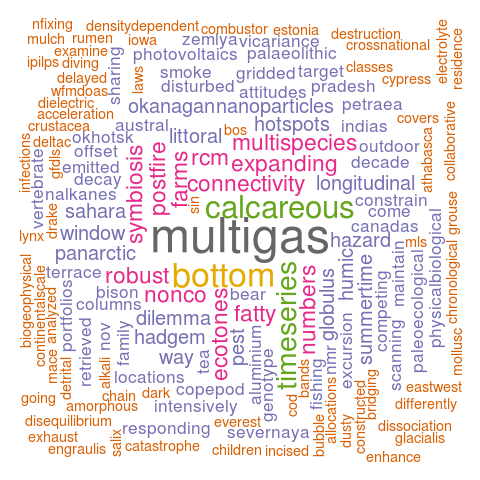 nfixing
densitydependent
combustor
estonia
destruction
mulch
rumen
iowa
zemlya
vicariance
crossnational
examine
photovoltaics
palaeolithic
electrolyte
residence
ipilps
diving
sharing
laws
smoke
gridded
target
classes
delayed
disturbed
attitudes
pradesh
cypress
wfmdoas
dielectric
okanagannanoparticles
petraea
acceleration
austral
bos
hotspots
indias
covers
collaborative
crustacea
okhotsk
littoral
multispecies
outdoor
athabasca
infections
deltac
offset
symbiosis
postfire
farms
rcm
expanding
decade
gfdls
emitted
vertebrate
decay
connectivity
longitudinal
nalkanes
sin
constrain
grouse
drake
sahara
calcareous
come
lynx
window
multigas
canadas
hazard
mls
chronological
panarctic
biogeophysical
continentalscale
terrace
robust
bottom
timeseries
numbers
humic
summertime
competing
maintain
paleoecological
physicalbiological
mace
analyzed
portfolios
bison
nonco
ecotones
bear
globulus
columns
fatty
scanning
mollusc
detrital
retrieved
nov
dilemma
hadgem
pest
aluminium
genotype
nmr
excursion
alkali
family
way
tea
eastwest
locations
copepod
fishing
bands
allocations
constructed
bridging
going
chain
dark
differently
amorphous
intensively
cod
disequilibrium
everest
bubble
dusty
dissociation
exhaust
salix
responding
severnaya
glacialis
engraulis
catastrophe
children
incised
enhance